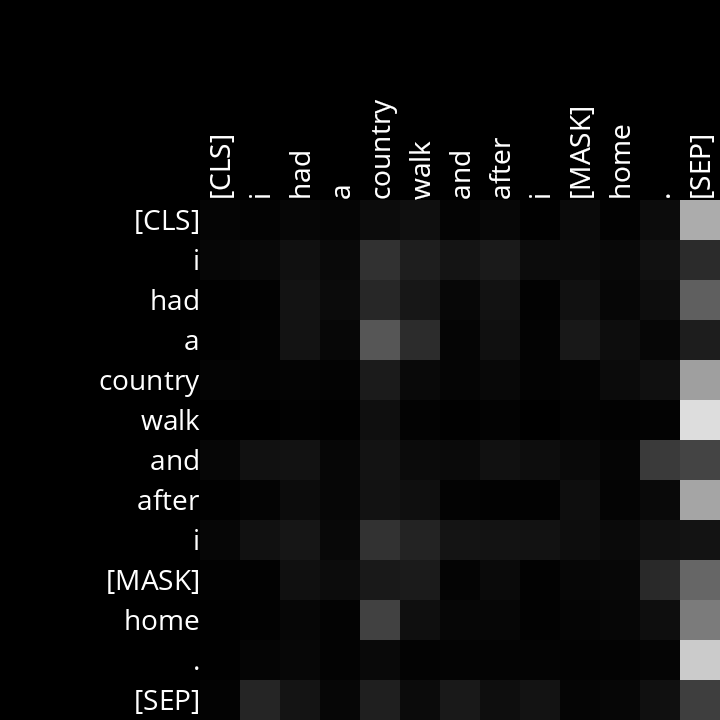 [CLS] i had a country walk and after i [MASK] home . [SEP]
[CLS]
i
had
a
country
walk
and
after
i
[MASK]
home
.
[SEP]